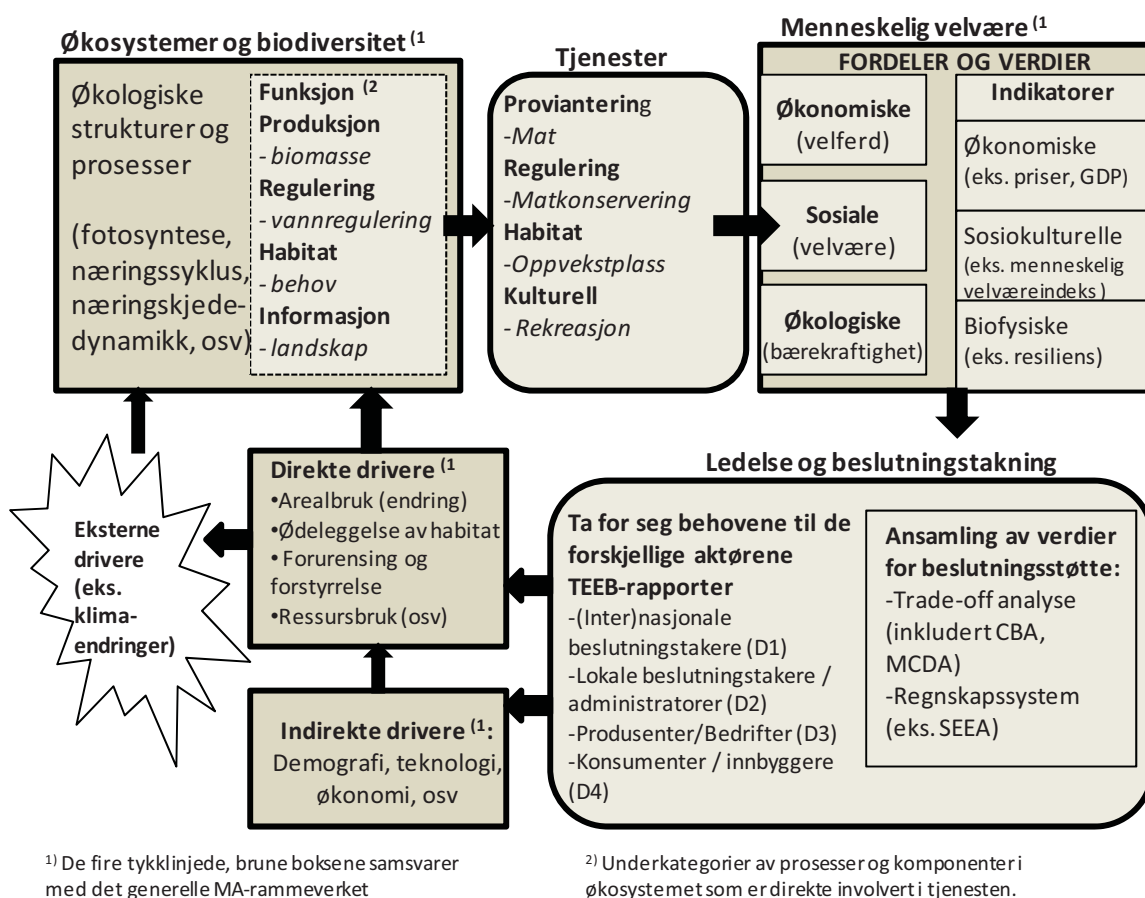 Økosystemer og biodiversitet (1
Økologiske
strukturer og
prosesser
(fotosyntese,
næringssyklus,
næringskjede-
dynamikk, osv)
Funksjon (2
Produksjon
- biomasse
Regulering
- vannregulering
Habitat
- behov
Informasjon
- landskap
Tjenester
Proviantering
-Mat
Regulering
-Matkonservering
Habitat
-Oppvekstplass
Kulturell
- Rekreasjon
Menneskelig velvære (1
FORDELER OG VERDIER
Økonomiske
(velferd)
Sosiale
(velvære)
Økologiske
(bærekraftighet)
Indikatorer
Økonomiske
(eks. priser, GDP)
Sosiokulturelle
(eks. menneskelig
velværeindeks )
Biofysiske
(eks. resiliens)
Eksterne
drivere
(eks.
klima-
endringer)
Direkte drivere (1
•Arealbruk (endring)
•Ødeleggelse av habitat
• Forurensing og
forstyrrelse
•Ressursbruk (osv)
Indirekte drivere (1:
Demografi, teknologi,
økonomi, osv
Ledelse og beslutningstakning
Ta for seg behovene til de
forskjellige aktørene
TEEB-rapporter
-(Inter)nasjonale
beslutningstakere (D1)
-Lokale beslutningstakere /
administratorer (D2)
-Produsenter/Bedrifter (D3)
-Konsumenter / innbyggere
(D4)
Ansamling av verdier
for beslutningsstøtte:
-Trade-off analyse
(inkludert CBA,
MCDA)
-Regnskapssystem
(eks. SEEA)
1) De fire tykklinjede, brune boksene samsvarer
med det generelle MA-rammeverket
2) Underkategorier av prosesser og komponenter i
økosystemet som er direkte involvert i tjenesten.